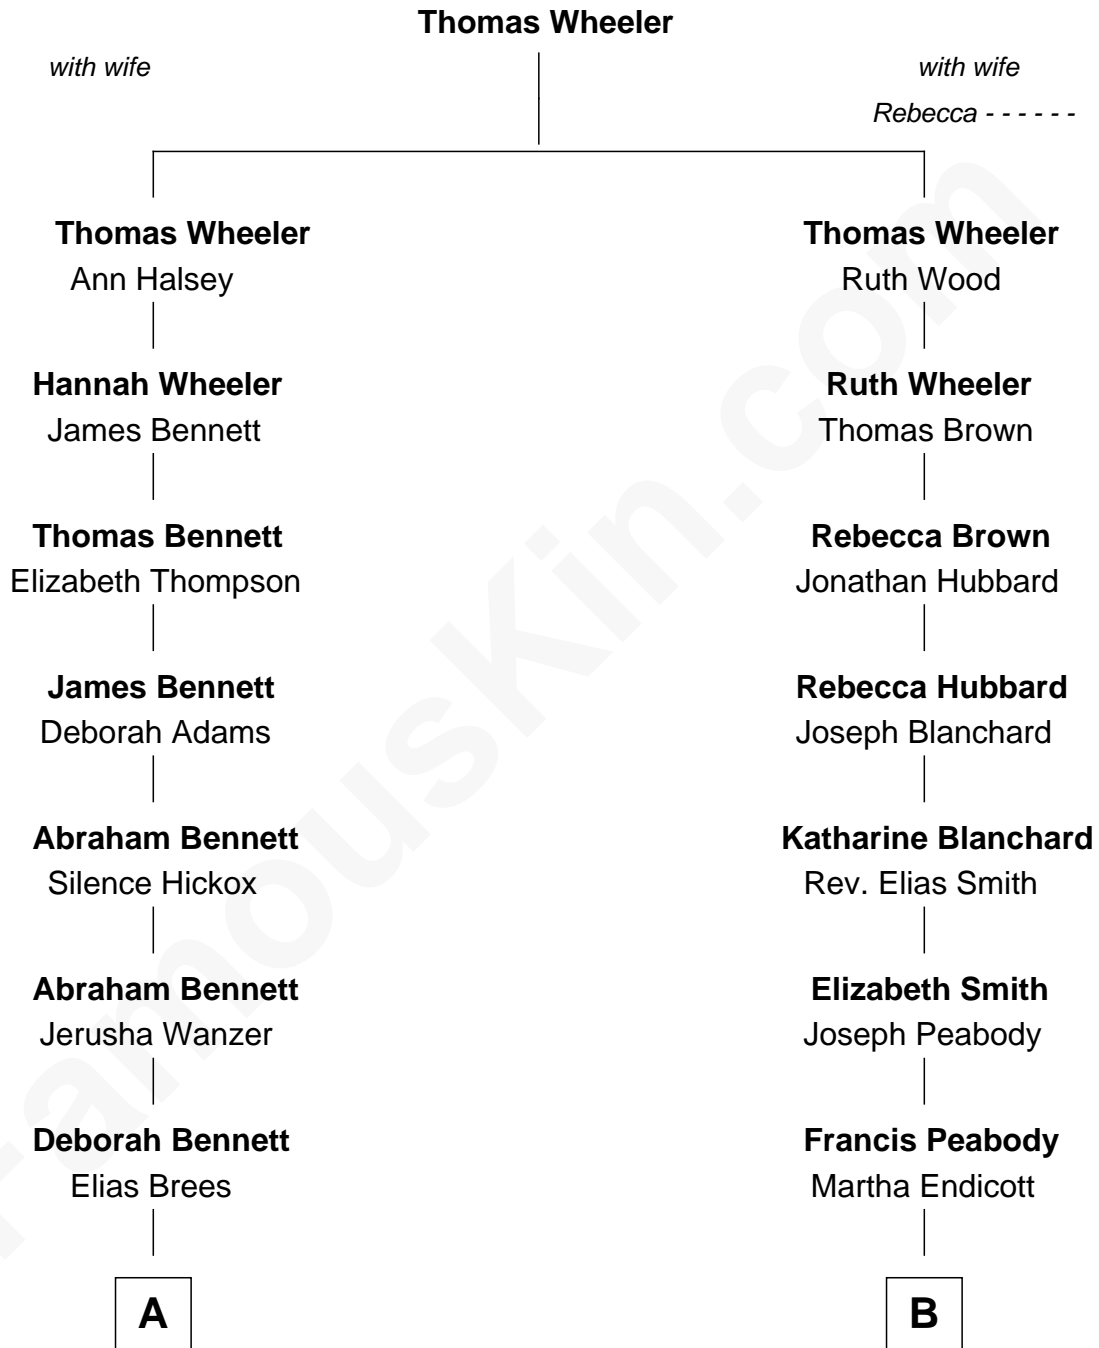 Thomas Wheeler
with wife
with wife
Rebecca - - - - - -
Thomas Wheeler
Ann Halsey
Thomas Wheeler
Ruth Wood
Hannah Wheeler
James Bennett
Ruth Wheeler
Thomas Brown
Thomas Bennett
Elizabeth Thompson
Rebecca Brown
Jonathan Hubbard
James Bennett
Deborah Adams
Rebecca Hubbard
Joseph Blanchard
Abraham Bennett
Silence Hickox
Katharine Blanchard
Rev. Elias Smith
Abraham Bennett
Jerusha Wanzer
Elizabeth Smith
Joseph Peabody
Deborah Bennett
Elias Brees
Francis Peabody
Martha Endicott
A
B
FamousKin.com